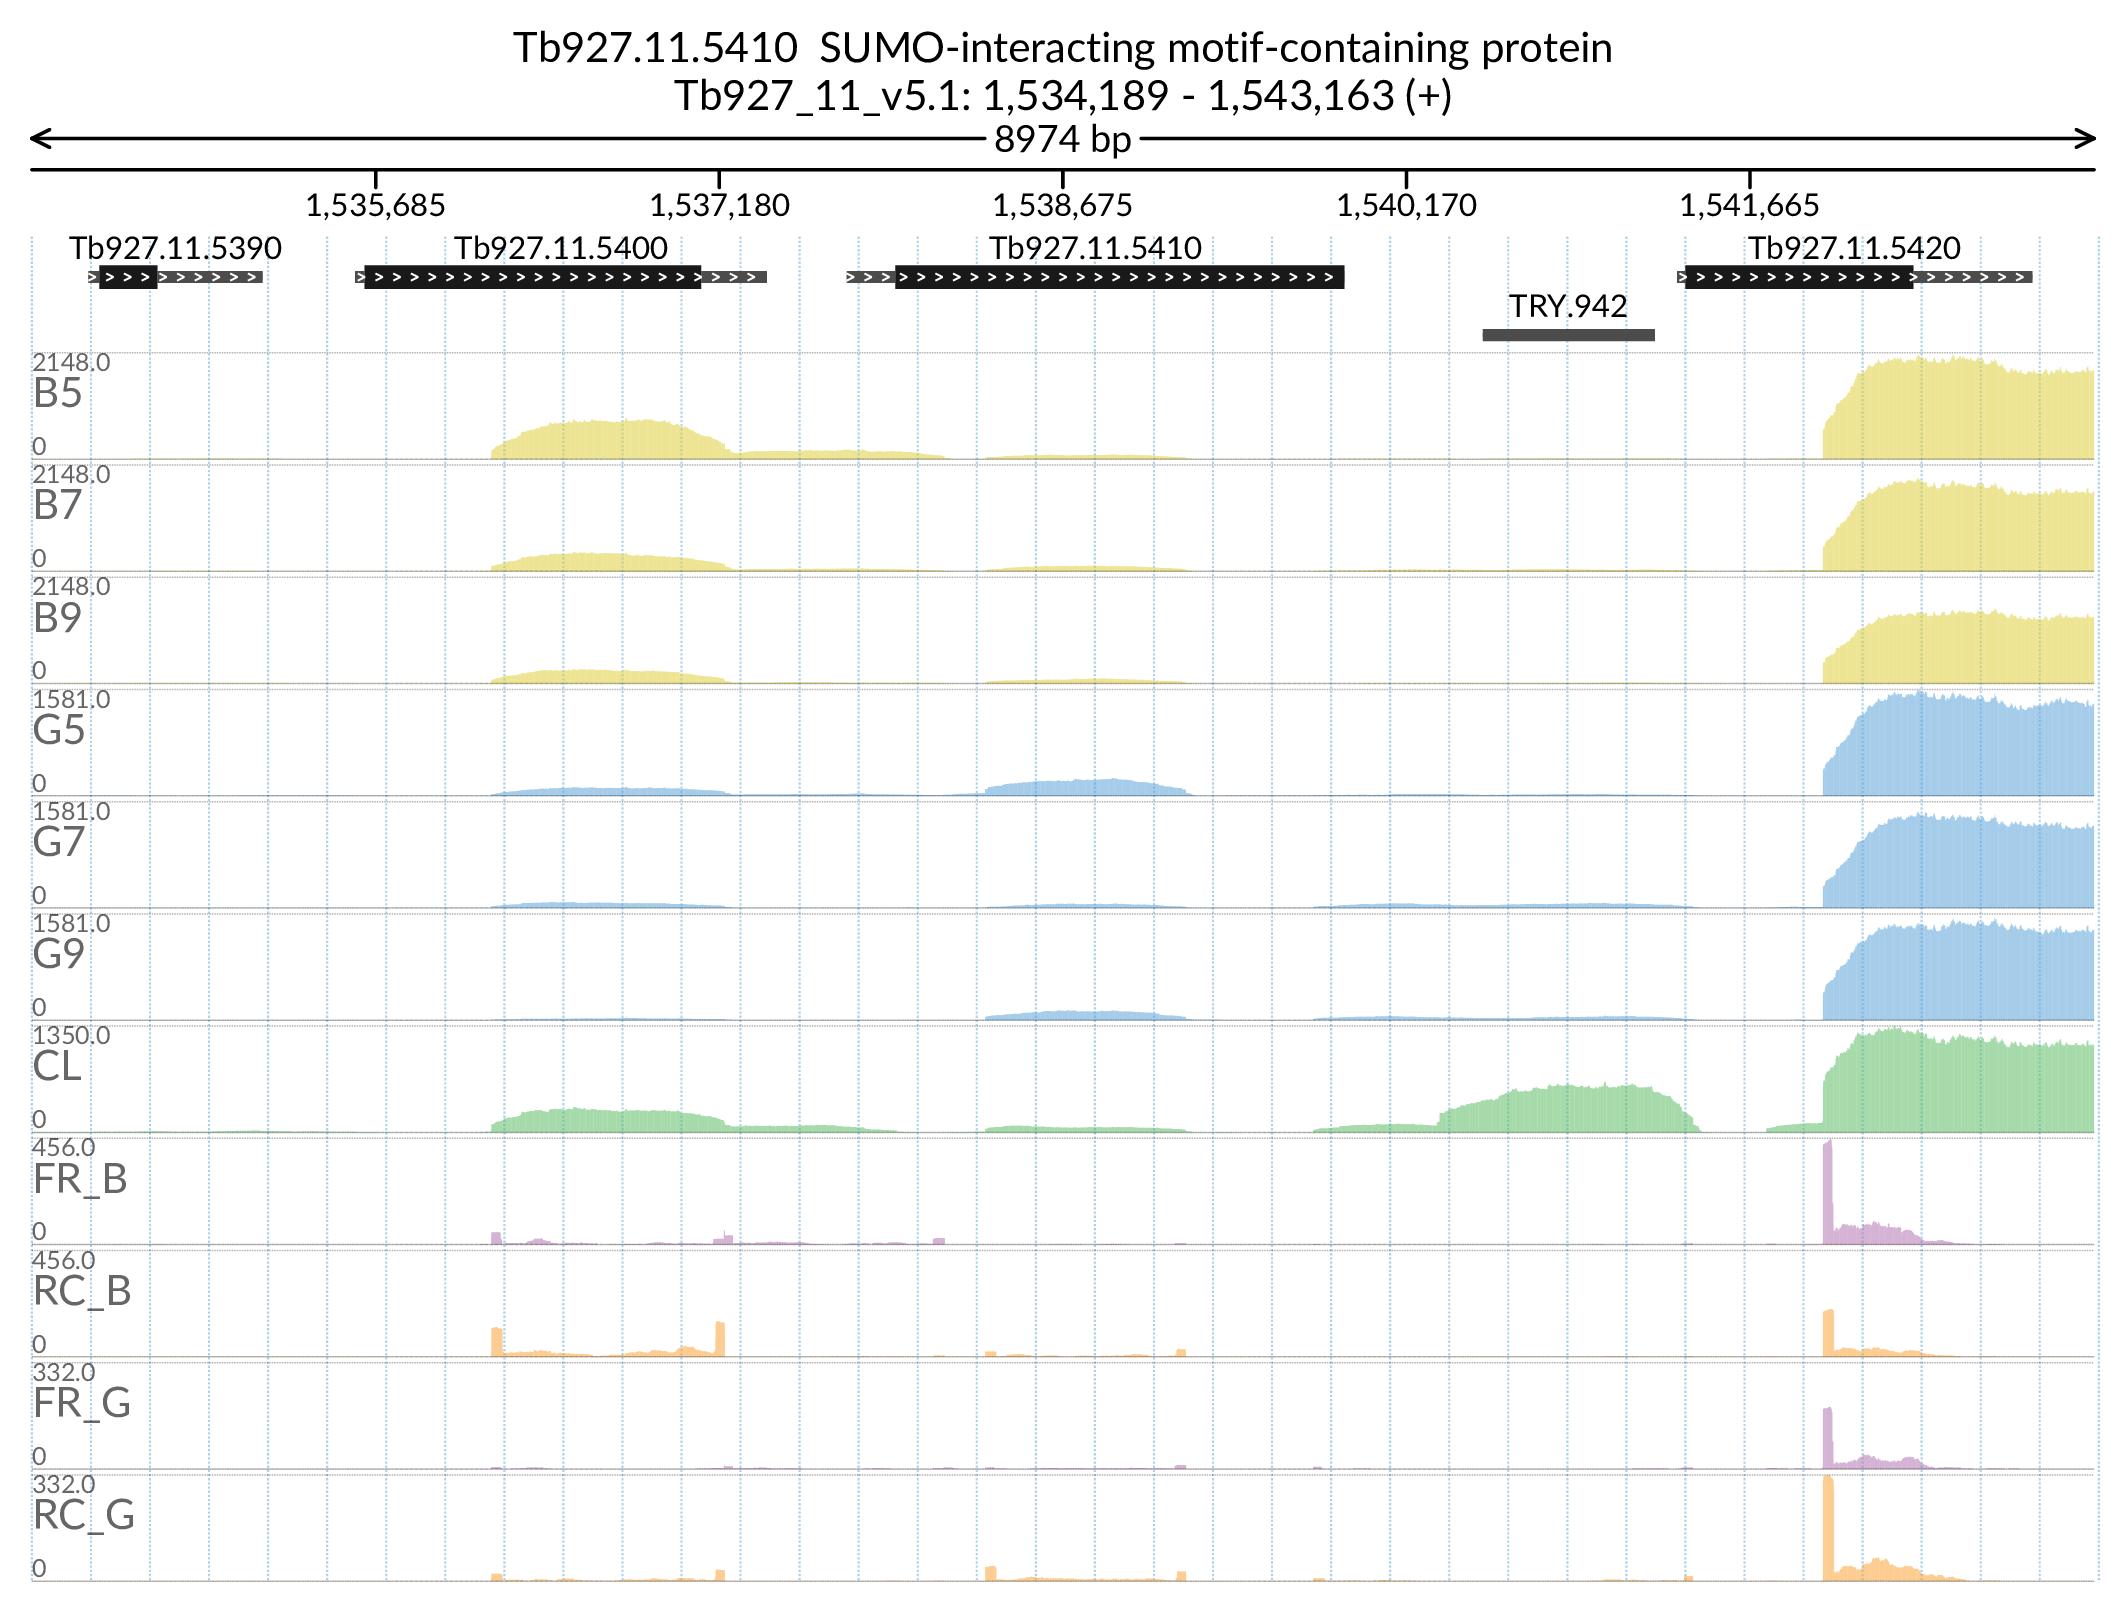 Tb927.11.5410 SUMO-interacting motif-containing protein
Tb927_11_v5.1: 1,534,189 - 1,543,163 (+)
8974 bp
1,535,685 1,537,180 1,538,675 1,540,170 1,541,665
Tb927.11.5390 Tb927.11.5400 Tb927.11.5410 Tb927.11.5420
TRY.942
2148.0
B5
0
2148.0
B7
0
2148.0
B9
0
1581.0
G5
0
1581.0
G7
0
1581.0
G9
0
1350.0
CL
0
456.0
FR_B
0
456.0
RC_B
0
332.0
FR_G
0
332.0
RC_G
0